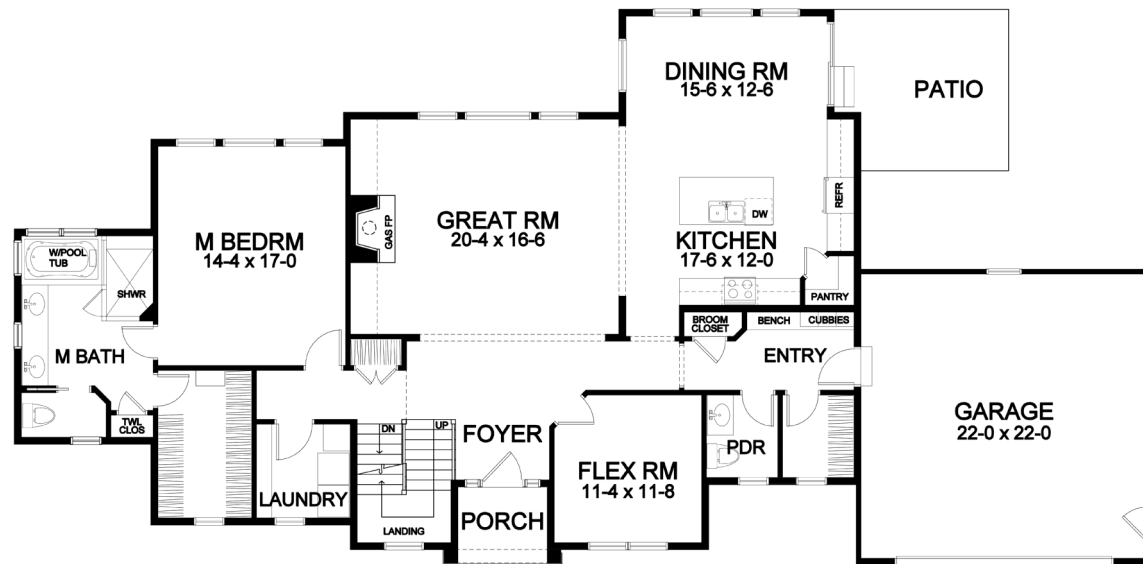 DINING RM
15-6 x 12-6
PATIO
GREAT RM
20-4 x 16-6
GAS FP
REFR
DW
KITCHEN
17-6 x 12-0
PANTRY
M BEDRM
14-4 x 17-0
W/POOL
TUB
SHWR
M BATH
TWL
CLOS
BROOM
CLOSET
BENCH
CUBBIES
ENTRY
GARAGE
22-0 x 22-0
DN
UP
FOYER
PDR
FLEX RM
11-4 x 11-8
LAUNDRY
LANDING
PORCH